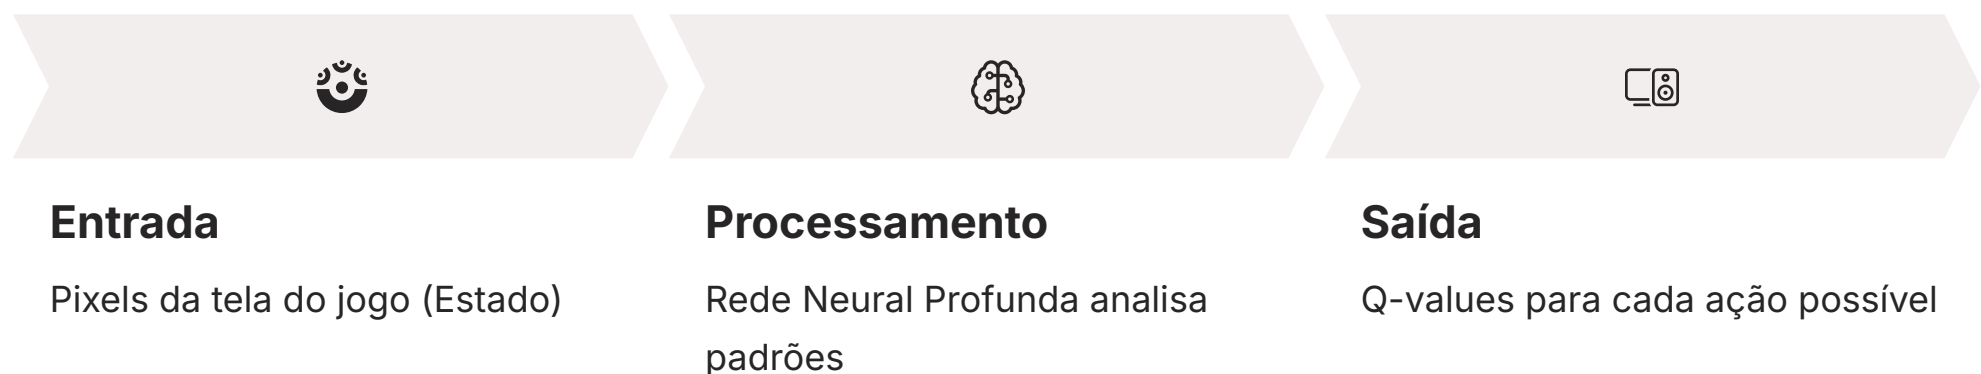 Entrada
Pixels da tela do jogo (Estado)
Processamento
Rede Neural Profunda analisa
padrões
Saída
Q-values para cada ação possível